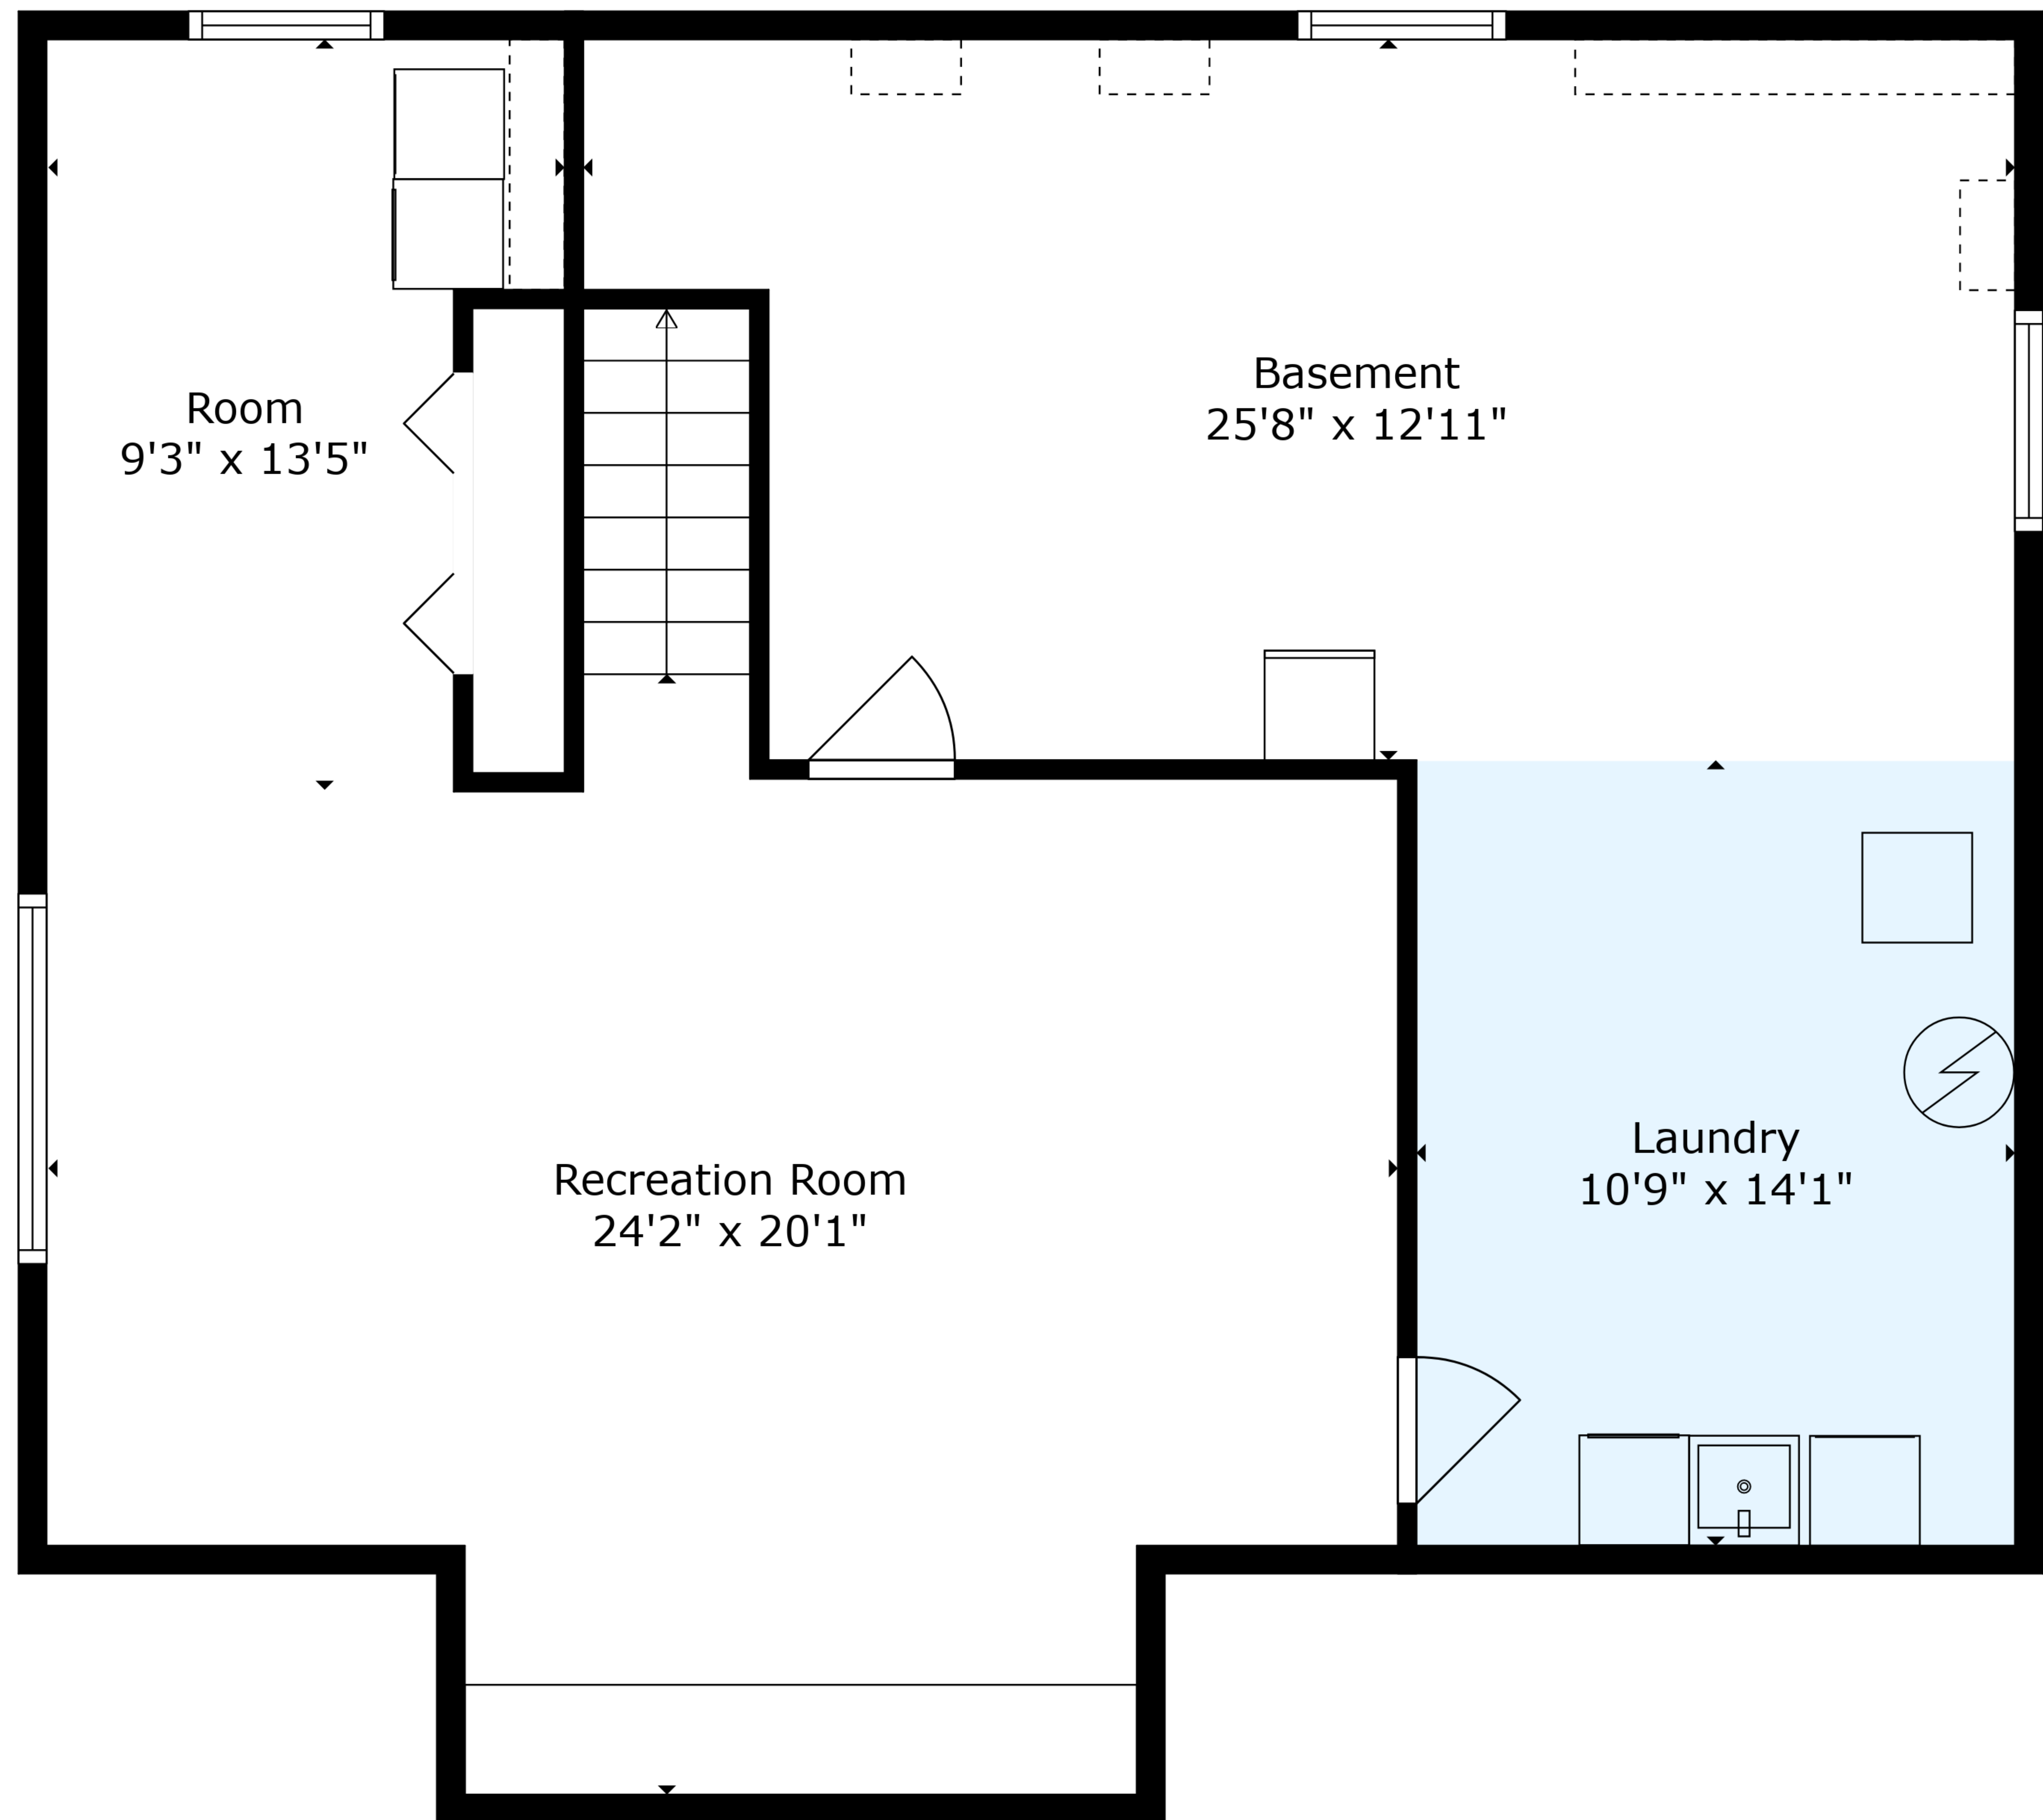 Basement
25'8" x 12'11"
Room
9'3" x 13'5"
Laundry
10'9" x 14'1"
Recreation Room
24'2" x 20'1"